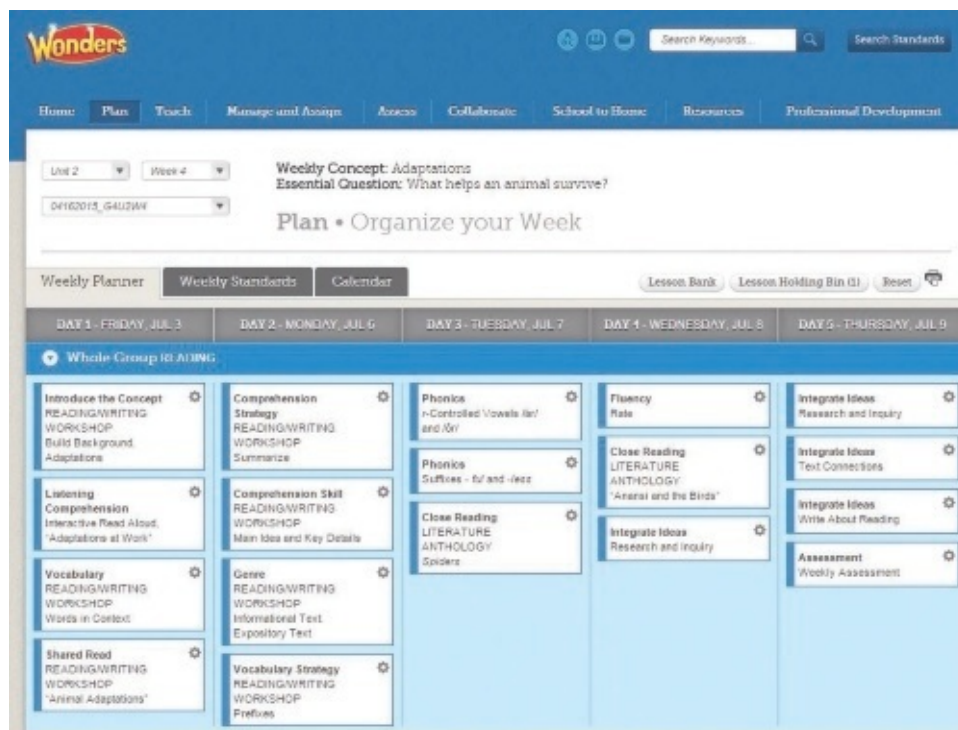 Wonders
Search Keywords...
Search Standards
Home Plan Teach Manage and Assign Assess Collaborate School to Home Resources Professional Development
Unit 2 Week 4
Weekly Concept: Adaptations
Essential Question: What helps an animal survive?
04162015_G4U2W4
Plan • Organize your Week
Weekly Planner Weekly Standards Calendar
Lesson Bank Lesson Holding Bin (1) Reset
DAY 1 - FRIDAY, JUL 3
DAY 2 - MONDAY, JUL 6
DAY 3 - TUESDAY, JUL 7
DAY 4 - WEDNESDAY, JUL 8
DAY 5 - THURSDAY, JUL 9
Whole Group READING
Introduce the Concept
READING/WRITING
WORKSHOP
Build Background,
Adaptations
Listening
Comprehension
Interactive Read Aloud,
"Adaptations at Work"
Vocabulary
READING/WRITING
WORKSHOP
Words in Context
Shared Read
READING/WRITING
WORKSHOP
"Animal Adaptations"
Comprehension
Strategy
READING/WRITING
WORKSHOP
Summarize
Comprehension Skill
READING/WRITING
WORKSHOP
Main Idea and Key Details
Genre
READING/WRITING
WORKSHOP
Informational Text
Expository Text
Vocabulary Strategy
READING/WRITING
WORKSHOP
Prefixes
Phonics
r-Controlled Vowels
and
Phonics
Suffixes - ful and -less
Close Reading
LITERATURE
ANTHOLOGY
Spiders
Fluency
Rate
Close Reading
LITERATURE
ANTHOLOGY
"Anansi and the Birds"
Integrate Ideas
Research and Inquiry
Integrate Ideas
Research and Inquiry
Integrate Ideas
Text Connections
Integrate Ideas
Write About Reading
Assessment
Weekly Assessment